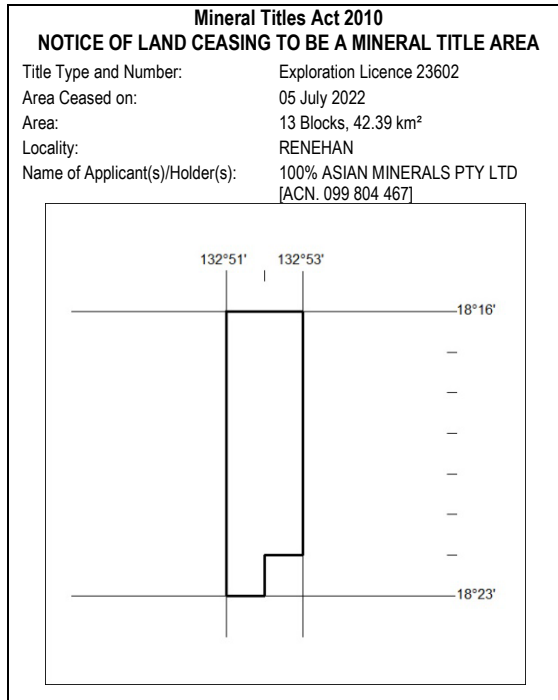 Mineral Titles Act 2010
NOTICE OF LAND CEASING TO BE A MINERAL TITLE AREA
Title Type and Number: Exploration Licence 23602
Area Ceased on: 05 July 2022
Area: 13 Blocks, 42.39 km²
Locality: RENEHAN
Name of Applicant(s)/Holder(s): 100% ASIAN MINERALS PTY LTD
[ACN. 099 804 467]
132°51' 132°53'
18°16'
18°23'